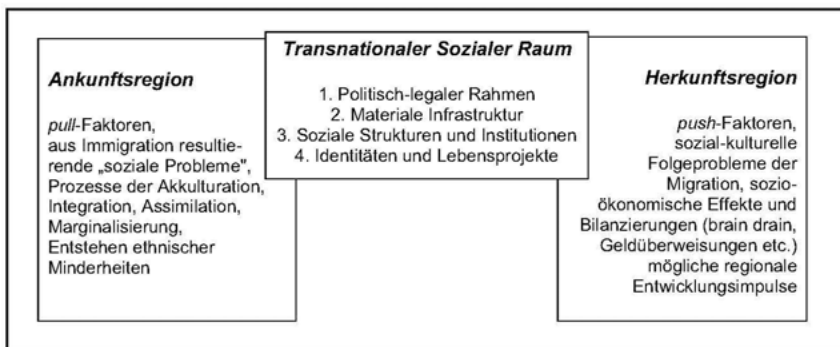 Transnationaler Sozialer Raum
1. Politisch-legaler Rahmen
2. Materiale Infrastruktur
3. Soziale Strukturen und Institutionen
4. Identitäten und Lebensprojekte
Ankunftsregion
pull-Faktoren,
aus Immigration resultie-
rende „soziale Probleme",
Prozesse der Akkulturation,
Integration, Assimilation,
Marginalisierung,
Entstehen ethnischer
Minderheiten
Herkunftsregion
push-Faktoren,
sozial-kulturelle
Folgeprobleme der
Migration, sozio-
ökonomische Effekte und
Bilanzierungen (brain drain,
Geldüberweisungen etc.)
mögliche regionale
Entwicklungsimpulse